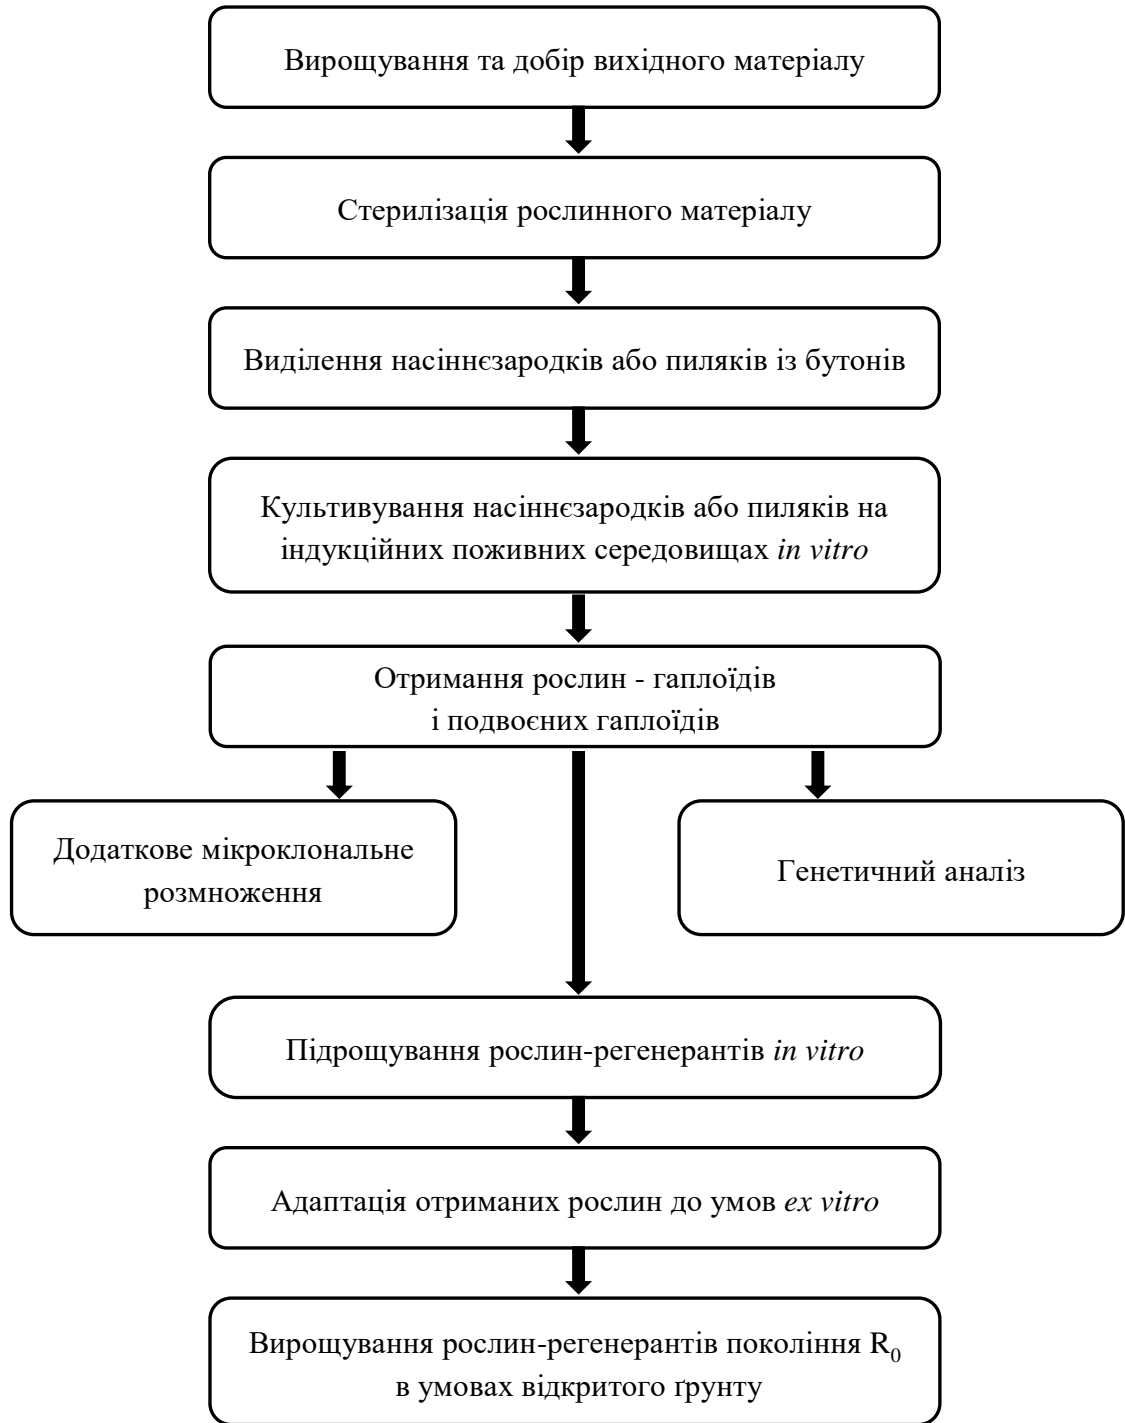 Вирощування та добір вихідного матеріалу
Стерилізація рослинного матеріалу
Виділення насіннєзародків або пиляків із бутонів
Культивування насіннєзародків або пиляків на
індукційних поживних середовищах in vitro
Отримання рослин - гаплоїдів
і подвоєних гаплоїдів
Додаткове мікроклональне
розмноження
Генетичний аналіз
Підрощування рослин-регенерантів in vitro
Адаптація отриманих рослин до умов ex vitro
Вирощування рослин-регенерантів покоління R₀
в умовах відкритого ґрунту